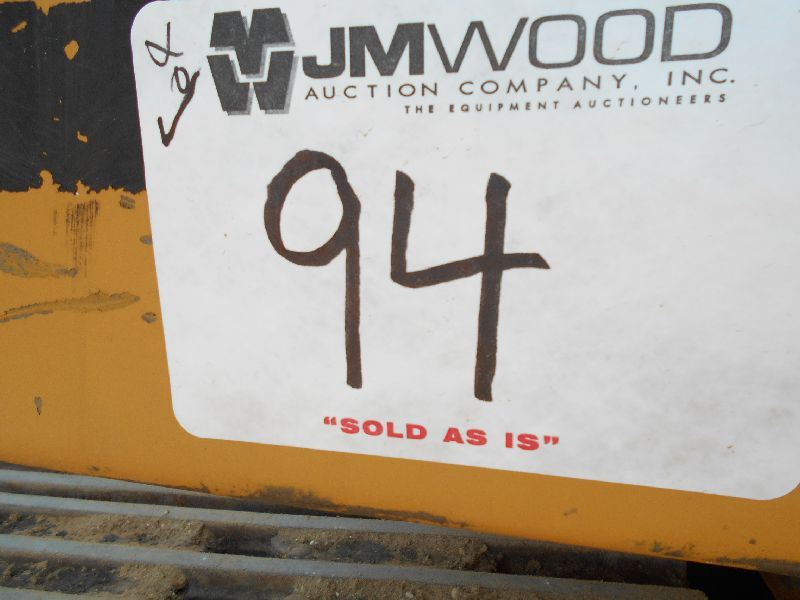 JMWOOD
AUCTION COMPANY, INC.
THE EQUIPMENT AUCTIONEERS
94
"SOLD AS IS"